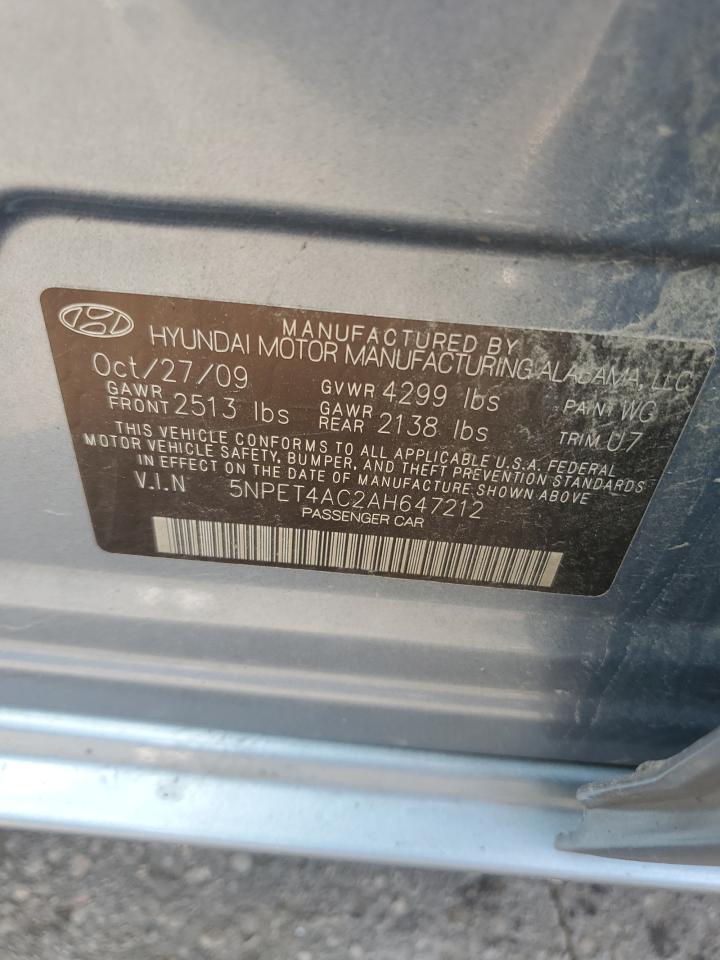 MANUFACTURED BY
HYUNDAI MOTOR MANUFACTURING ALABAMA, LLC
Oct/27/09 GVWR 4299 lbs PAINT WC
GAWR FRONT 2513 lbs GAWR REAR 2138 lbs TRIM U7
THIS VEHICLE CONFORMS TO ALL APPLICABLE U.S.A. FEDERAL
MOTOR VEHICLE SAFETY, BUMPER, AND THEFT PREVENTION STANDARDS
IN EFFECT ON THE DATE OF MANUFACTURE SHOWN ABOVE
V.I.N 5NPET4AC2AH647212
PASSENGER CAR